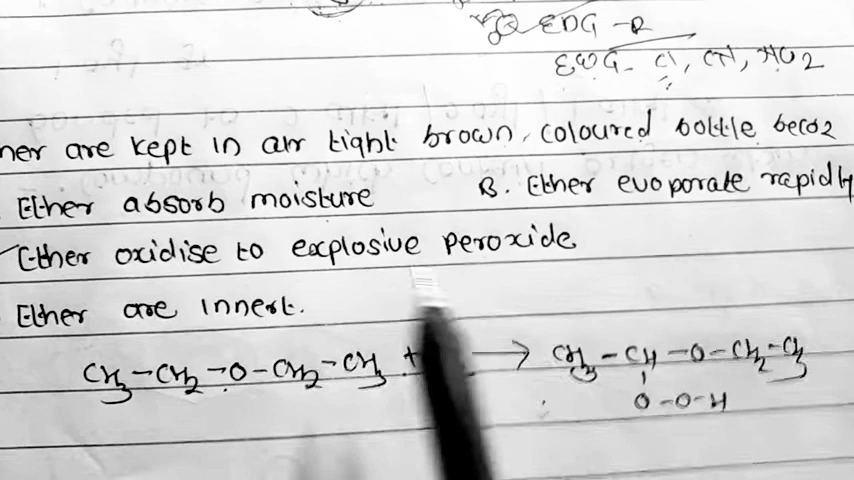 EDG - R
EWG - Cl, CN, NO2
ner are kept in air tight brown, coloured bottle becoz
Ether absorb moisture B. Ether evoporate rapidly
Ether oxidise to explosive peroxide
Ether are innert.
CH3-CH2-O-CH2-CH3 + → CH3-CH-O-CH2-CH3
O-O-H